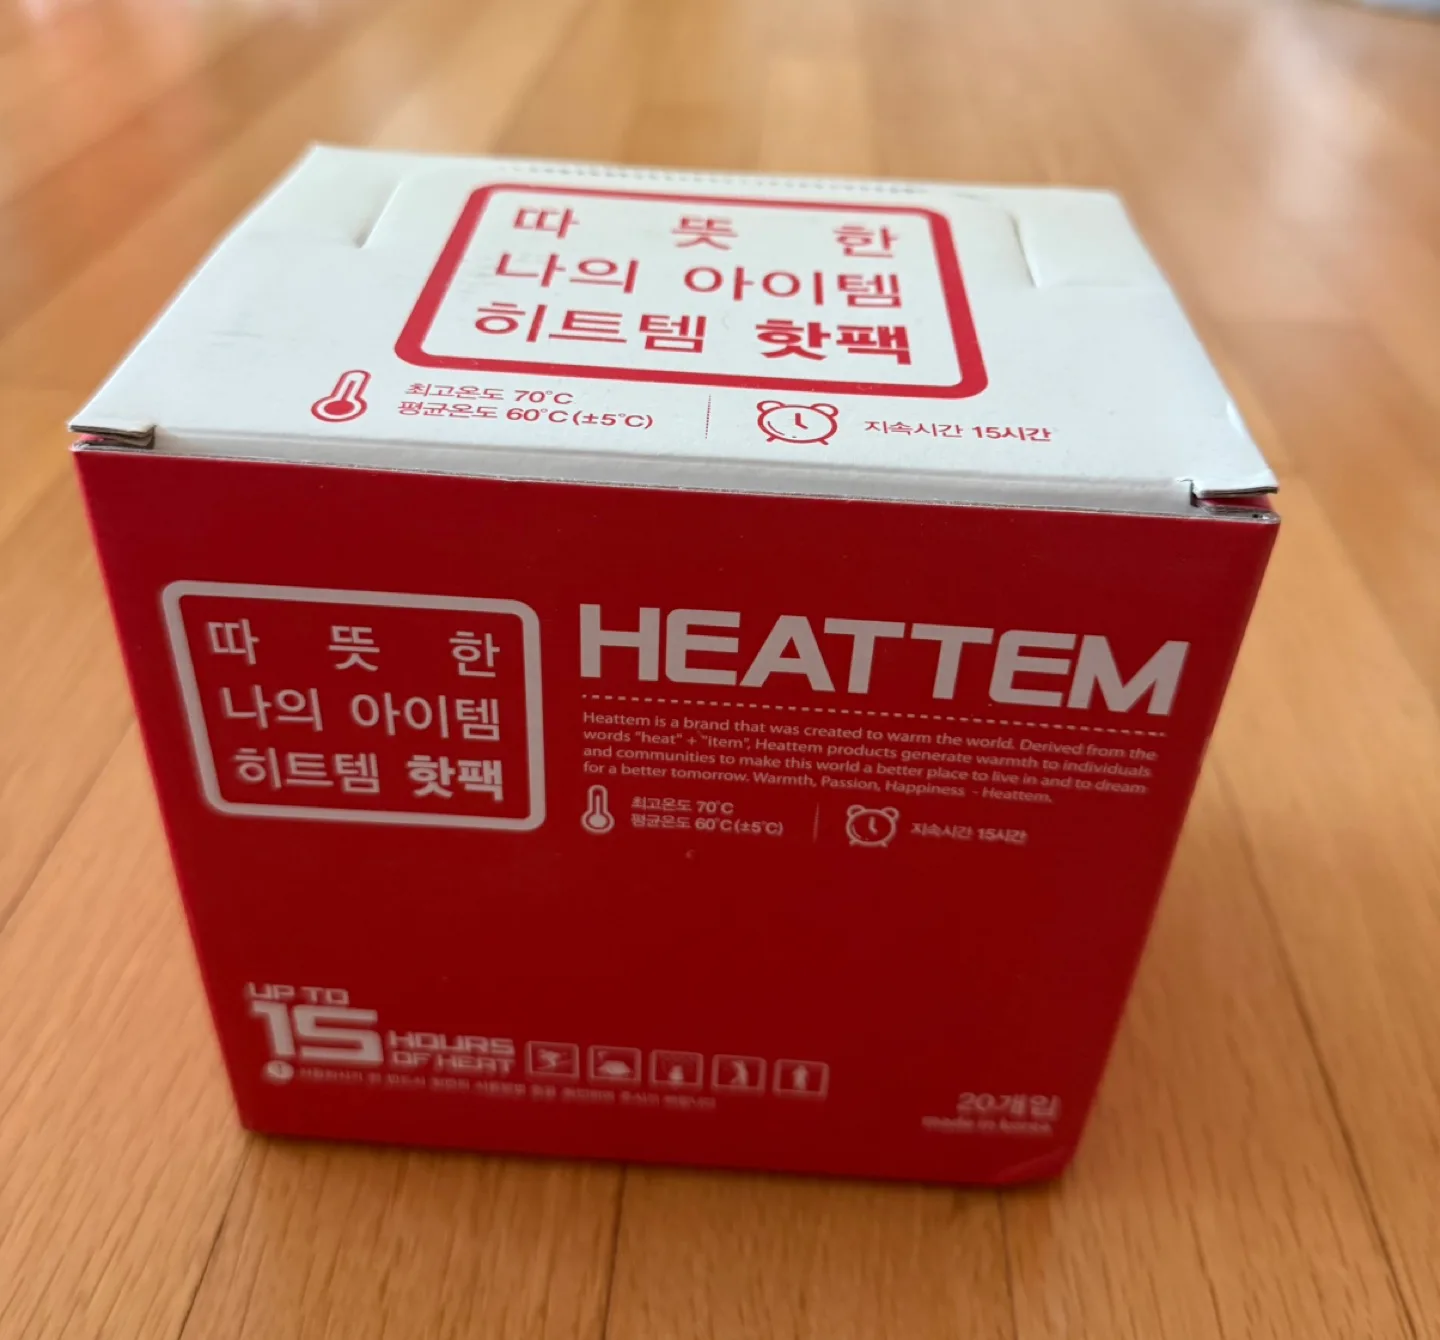 따 뜻 한
나의 아이템
히트템 핫팩
최고온도 70°C
평균온도 60°C (±5°C)
지속시간 15시간
따 뜻 한
나의 아이템
히트템 핫팩
HEATTEM
Heattem is a brand that was created to warm the world. Derived from the
words "heat" + "item", Heattem products generate warmth to individuals
and communities to make this world a better place to live in and to dream
for a better tomorrow. Warmth, Passion, Happiness - Heattem.
최고온도 70°C
평균온도 60°C (±5°C)
지속시간 15시간
UP TO
15 HOURS
OF HEAT
20개입
made in korea